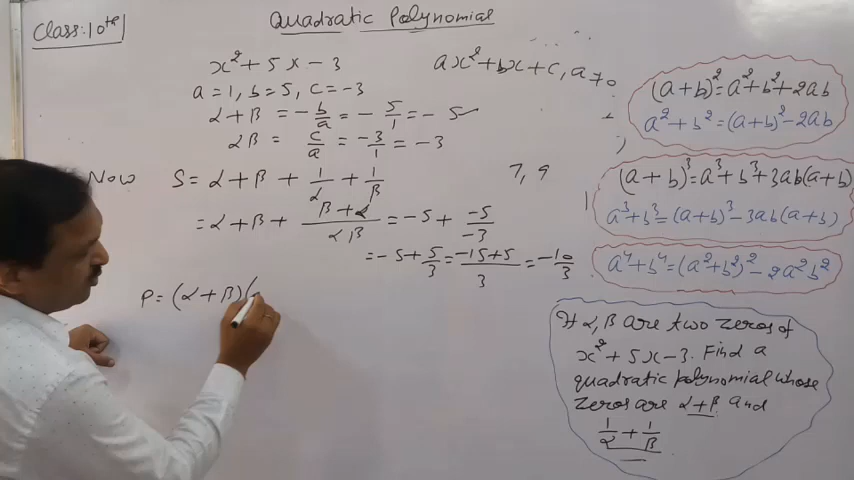 Class:10th
Quadratic Polynomial
x² + 5x - 3
ax² + bx + c, a ≠ 0
a = 1, b = 5, c = -3
α + β = -b/a = -5/1 = -5
αβ = c/a = -3/1 = -3
Now S = α + β + 1/α + 1/β
7, 9
= α + β + (β + α)/αβ = -5 + -5/-3
= -5 + 5/3 = (-15+5)/3 = -10/3
P = (α + β)(
(a+b)² = a² + b² + 2ab
a² + b² = (a+b)² - 2ab
(a+b)³ = a³ + b³ + 3ab(a+b)
a³ + b³ = (a+b)³ - 3ab(a+b)
a⁴ + b⁴ = (a² + b²)² - 2a²b²
If α, β are two zeros of
x² + 5x - 3. Find a
quadratic polynomial whose
zeros are α+β and
1/α + 1/β